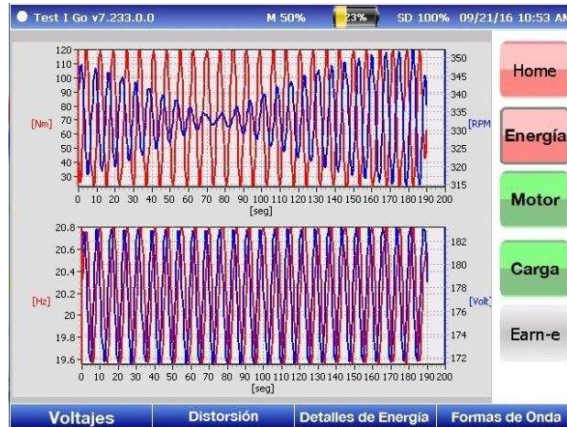 Test I Go v7.233.0.0 M 50% 23% SD 100% 09/21/16 10:53 AM
120
110
100
90
80
70
60
50
40
30
[Nm]
350
345
340
335
330
325
320
315
[RPM
0 10 20 30 40 50 60 70 80 90 100 110 120 130 140 150 160 170 180 190 200
[seg]
20.8
20.6
20.4
20.2
20
19.8
19.6
[Hz]
182
180
178
176
174
172
[Volt]
0 10 20 30 40 50 60 70 80 90 100 110 120 130 140 150 160 170 180 190 200
[seg]
Home
Energía
Motor
Carga
Earn-e
Voltajes Distorsión Detalles de Energía Formas de Onda